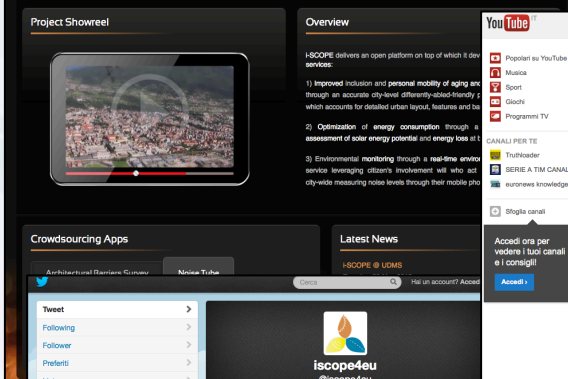 Project Showreel
Overview
i-SCOPE delivers an open platform on top of which it dev
services:
1) Improved inclusion and personal mobility of aging and
through an accurate city-level differently-abled-friendly p
which accounts for detailed urban layout, features and ba
2) Optimization of energy consumption through a
assessment of solar energy potential and energy loss at b
3) Environmental monitoring through a real-time environ
service leveraging citizen's involvement will who act
city-wide measuring noise levels through their mobile pho
Crowdsourcing Apps
Architectural Barriers Survey
Noise Tube
Latest News
i-SCOPE @ UDMS
Cerca
Hai un account? Acced
Tweet
Following
Follower
Preferiti
iscope4eu
@iscope4eu
YouTube IT
Popolari su YouTube
Musica
Sport
Giochi
Programmi TV
CANALI PER TE
Truthloader
SERIE A TIM CANAL
euronews knowledge
Sfoglia canali
Accedi ora per
vedere i tuoi canali
e i consigli!
Accedi ›